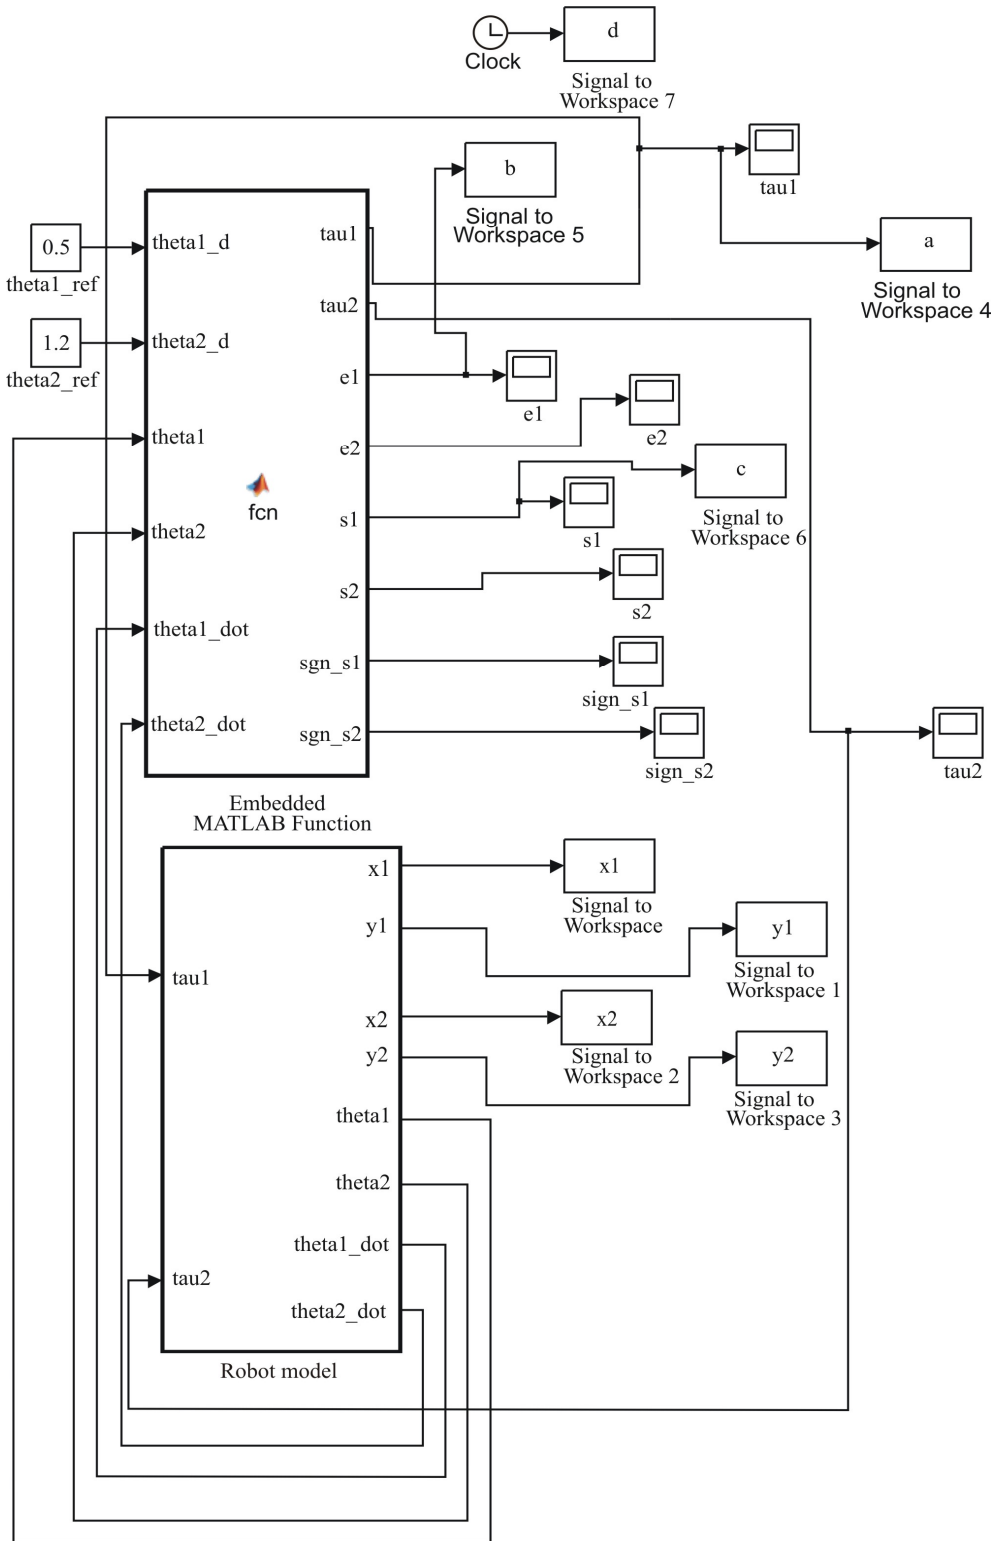 d
Clock
Signal to
Workspace 7
tau1
b
Signal to
Workspace 5
a
Signal to
Workspace 4
0.5
theta1_ref
1.2
theta2_ref
theta1_d
theta2_d
theta1
theta2
theta1_dot
theta2_dot
fcn
tau1
tau2
e1
e2
s1
s2
sgn_s1
sgn_s2
e1
e2
c
Signal to
Workspace 6
s1
s2
sign_s1
sign_s2
tau2
Embedded
MATLAB Function
tau1
tau2
x1
y1
x2
y2
theta1
theta2
theta1_dot
theta2_dot
Robot model
x1
Signal to
Workspace
y1
Signal to
Workspace 1
x2
Signal to
Workspace 2
y2
Signal to
Workspace 3